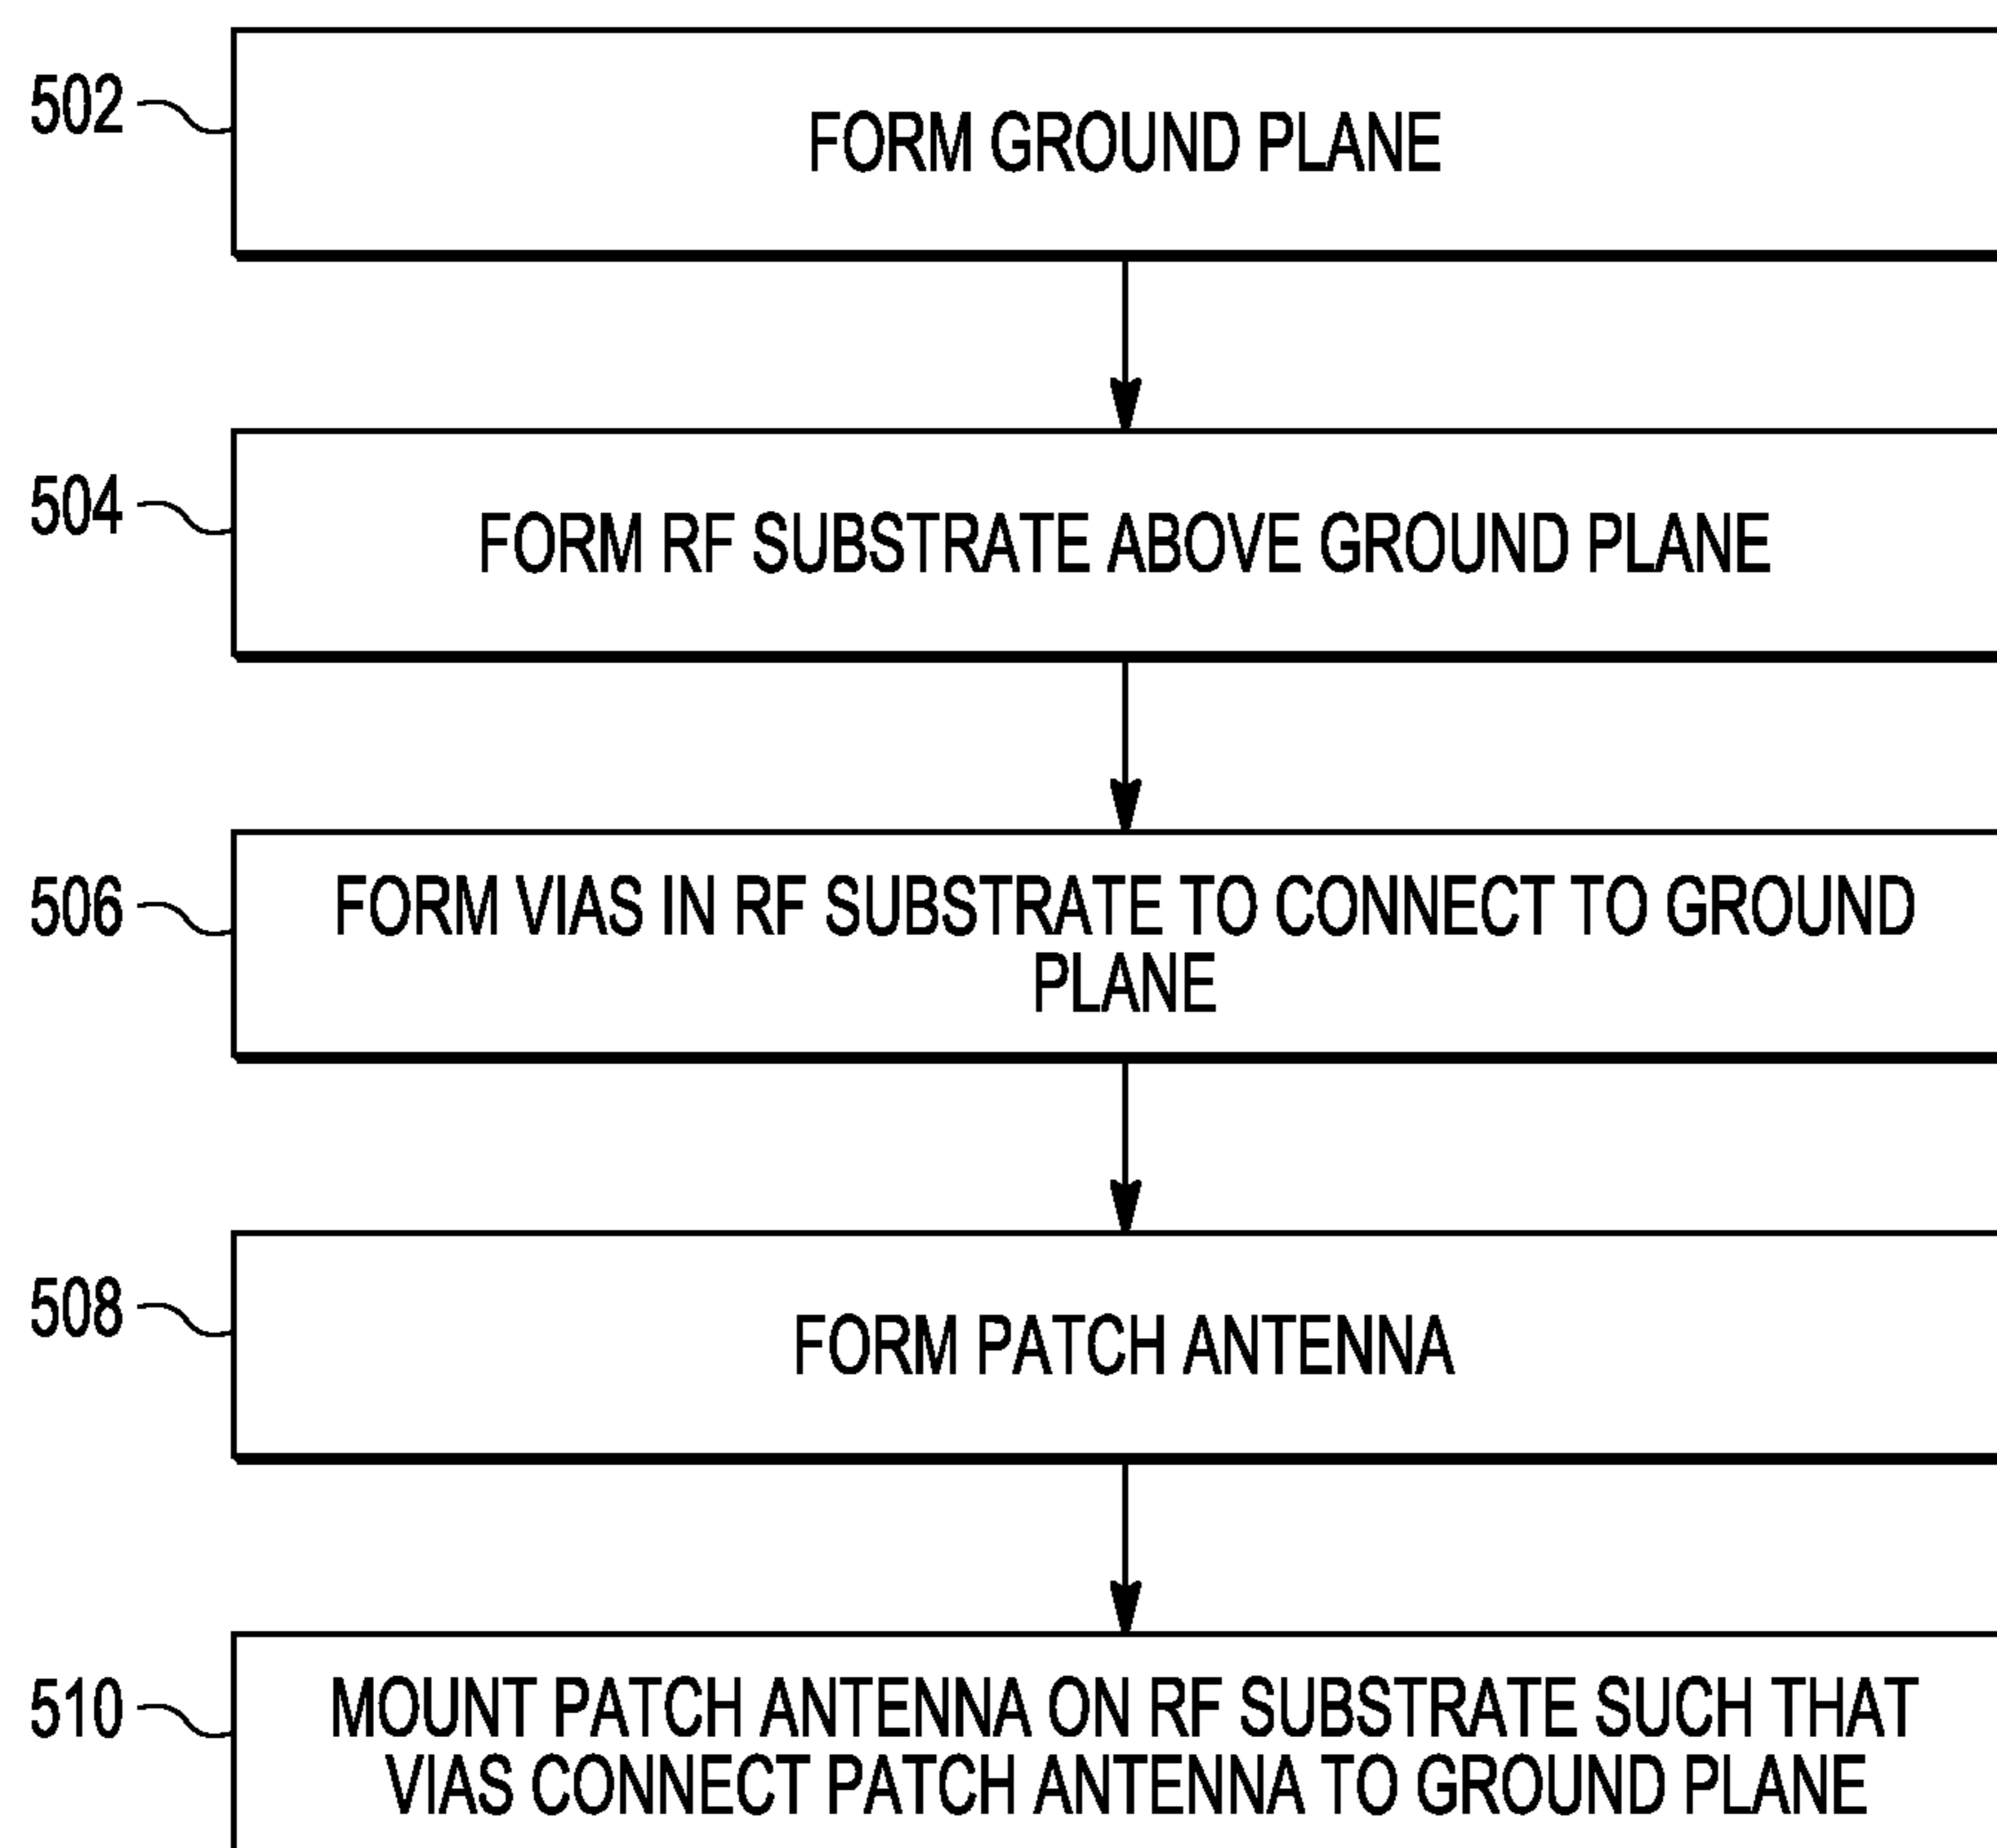 502
FORM GROUND PLANE
504
FORM RF SUBSTRATE ABOVE GROUND PLANE
506
FORM VIAS IN RF SUBSTRATE TO CONNECT TO GROUND
PLANE
508
FORM PATCH ANTENNA
510
MOUNT PATCH ANTENNA ON RF SUBSTRATE SUCH THAT
VIAS CONNECT PATCH ANTENNA TO GROUND PLANE